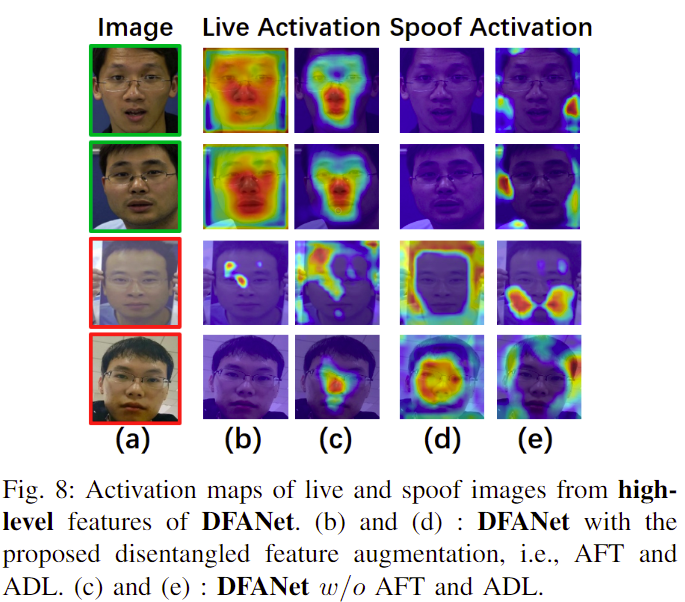 Image Live Activation Spoof Activation
(a) (b) (c) (d) (e)
Fig. 8: Activation maps of live and spoof images from high-
level features of DFANet. (b) and (d) : DFANet with the
proposed disentangled feature augmentation, i.e., AFT and
ADL. (c) and (e) : DFANet w/o AFT and ADL.